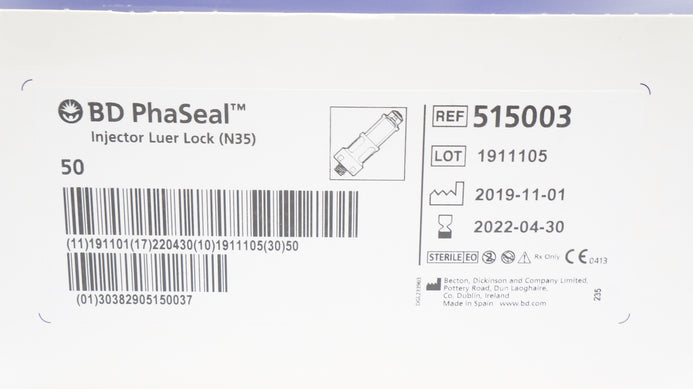 BD PhaSeal™
Injector Luer Lock (N35)
50
(11)191101(17)220430(10)1911105(30)50
(01)30382905150037
REF 515003
LOT 1911105
2019-11-01
2022-04-30
STERILE EO Rx Only CE 0413
Becton, Dickinson and Company Limited,
Pottery Road, Dun Laoghaire,
Co. Dublin, Ireland
Made in Spain www.bd.com
235